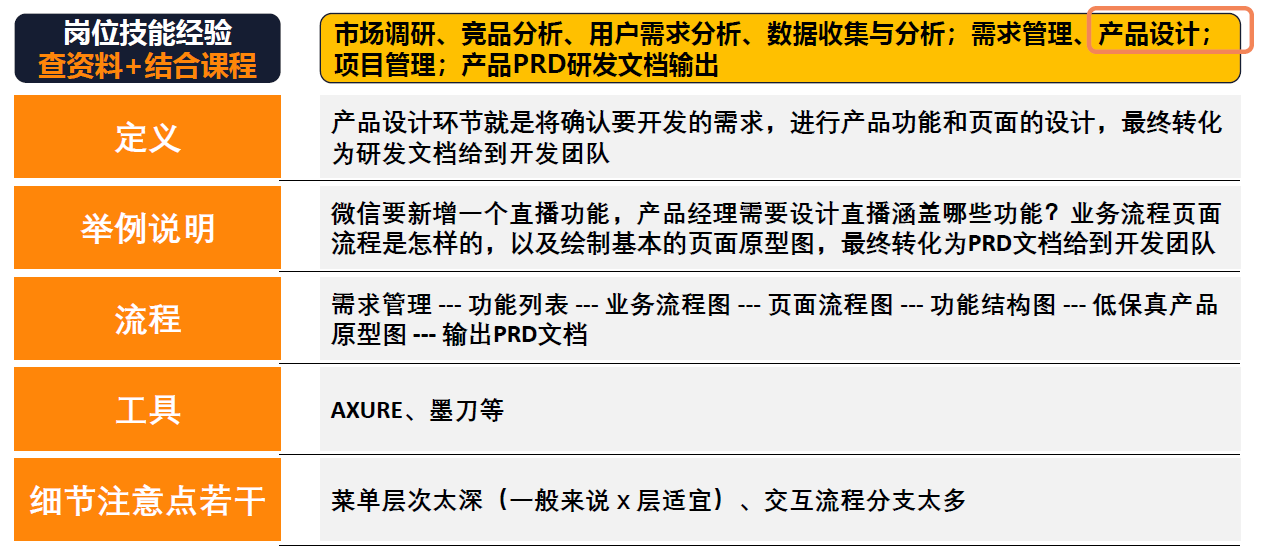 岗位技能经验
查资料+结合课程
市场调研、竞品分析、用户需求分析、数据收集与分析；需求管理、产品设计；
项目管理；产品PRD研发文档输出
定义
产品设计环节就是将确认要开发的需求，进行产品功能和页面的设计，最终转化
为研发文档给到开发团队
举例说明
微信要新增一个直播功能，产品经理需要设计直播涵盖哪些功能？业务流程页面
流程是怎样的，以及绘制基本的页面原型图，最终转化为PRD文档给到开发团队
流程
需求管理 --- 功能列表 --- 业务流程图 --- 页面流程图 --- 功能结构图 --- 低保真产品
原型图 --- 输出PRD文档
工具
AXURE、墨刀等
细节注意点若干
菜单层次太深（一般来说 x 层适宜）、交互流程分支太多